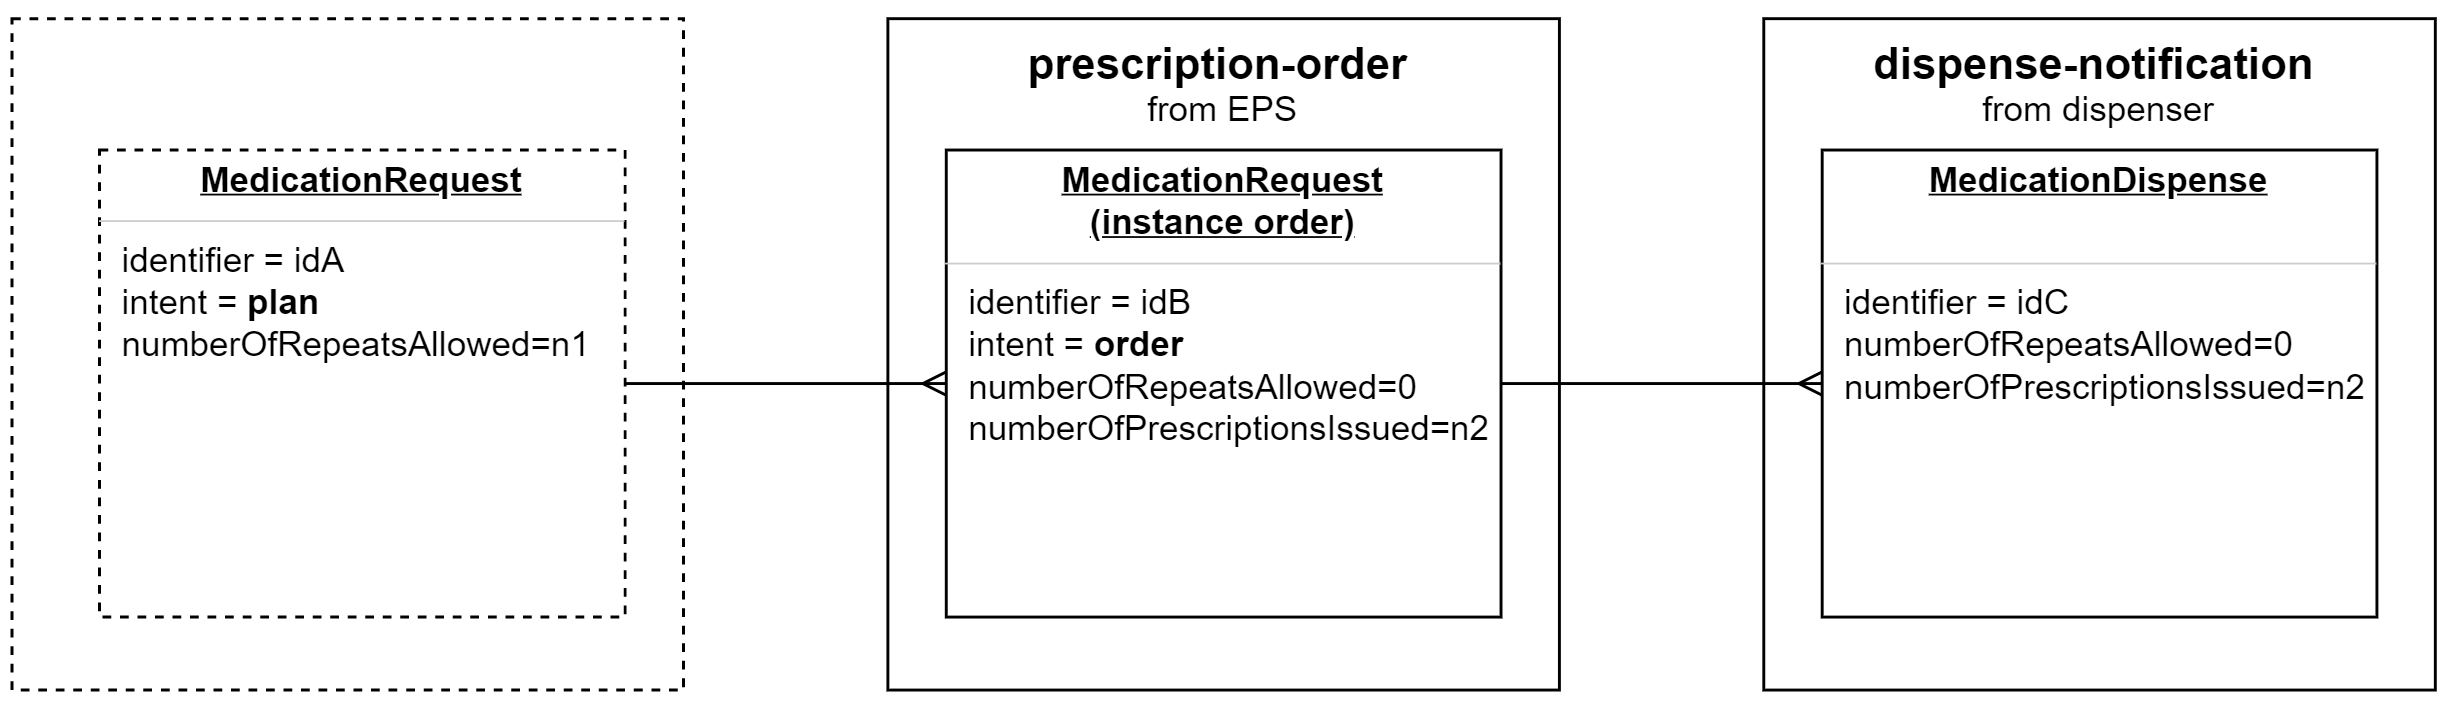 MedicationRequest
identifier = idA
intent = plan
numberOfRepeatsAllowed=n1
prescription-order
from EPS
MedicationRequest
(instance order)
identifier = idB
intent = order
numberOfRepeatsAllowed=0
numberOfPrescriptionsIssued=n2
dispense-notification
from dispenser
MedicationDispense
identifier = idC
numberOfRepeatsAllowed=0
numberOfPrescriptionsIssued=n2